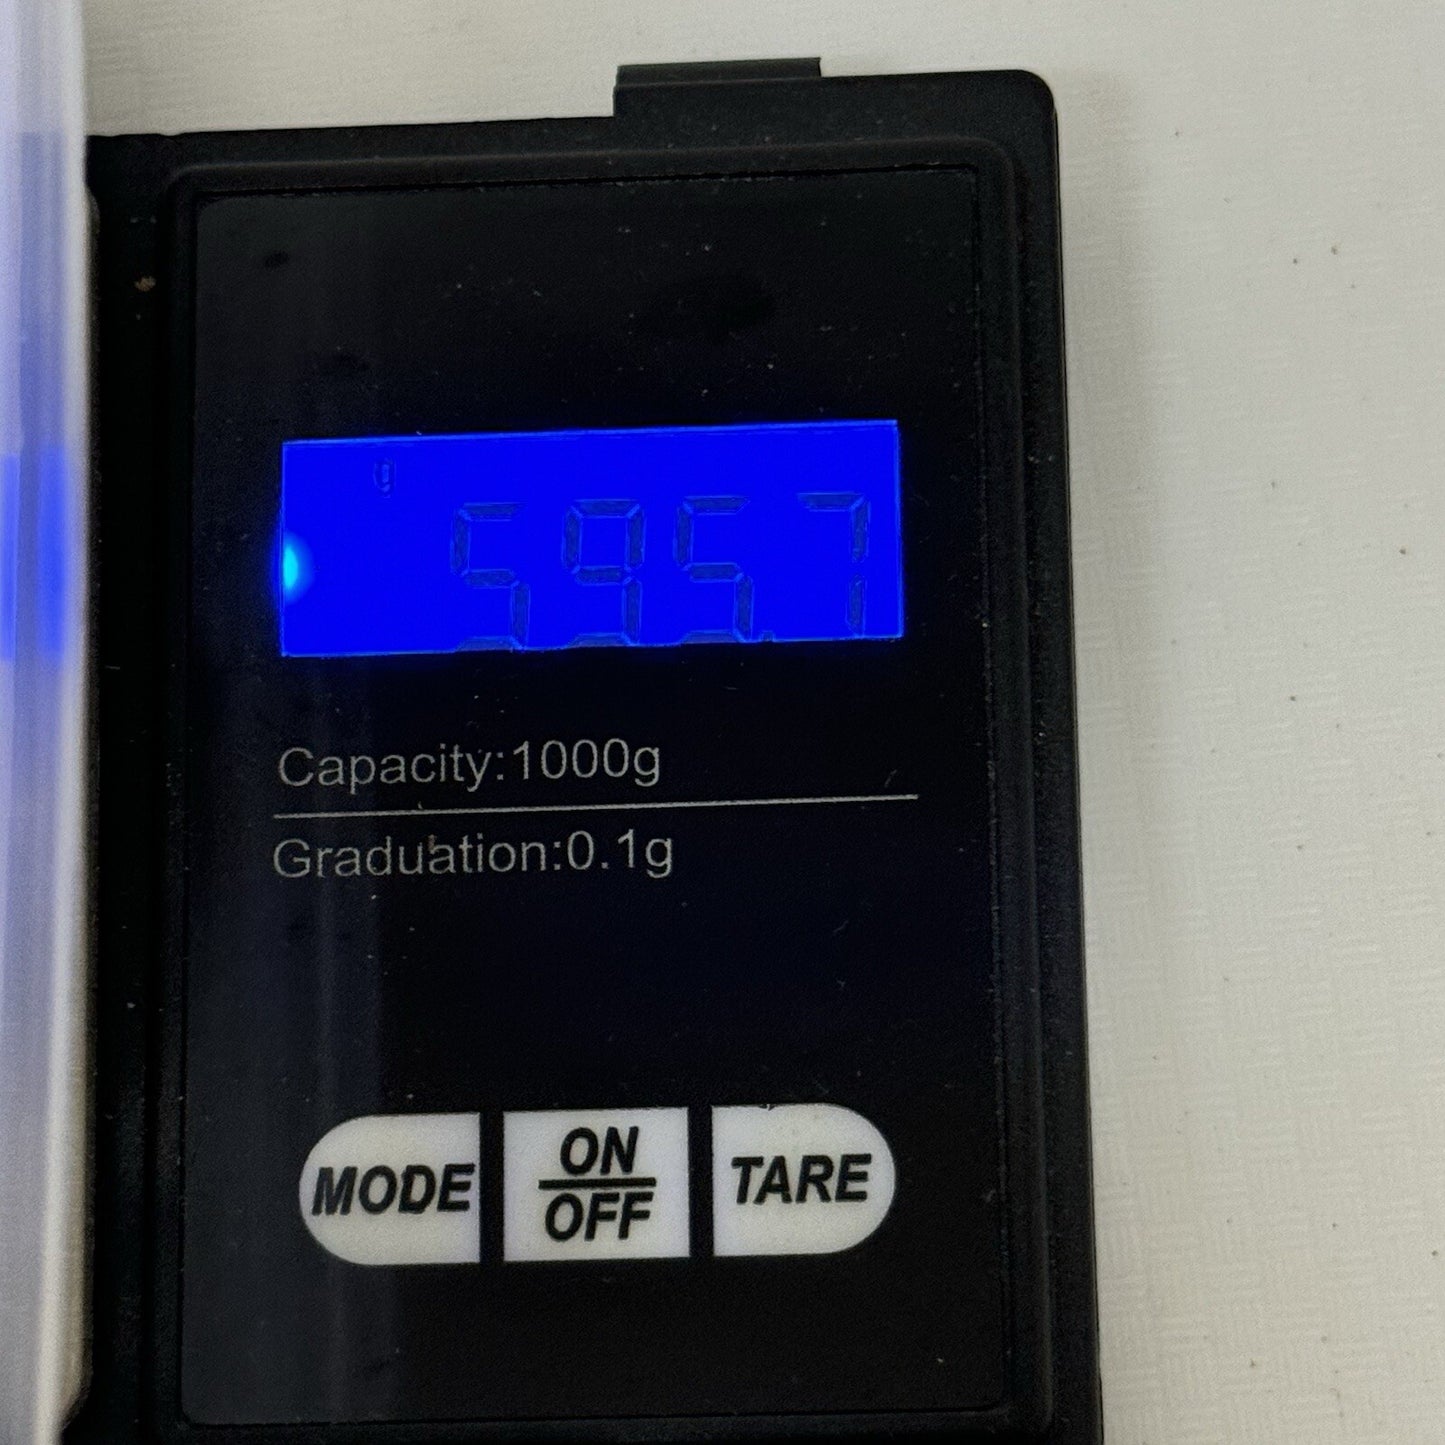 g
595.7
Capacity:1000g
Graduation:0.1g
MODE ON OFF TARE